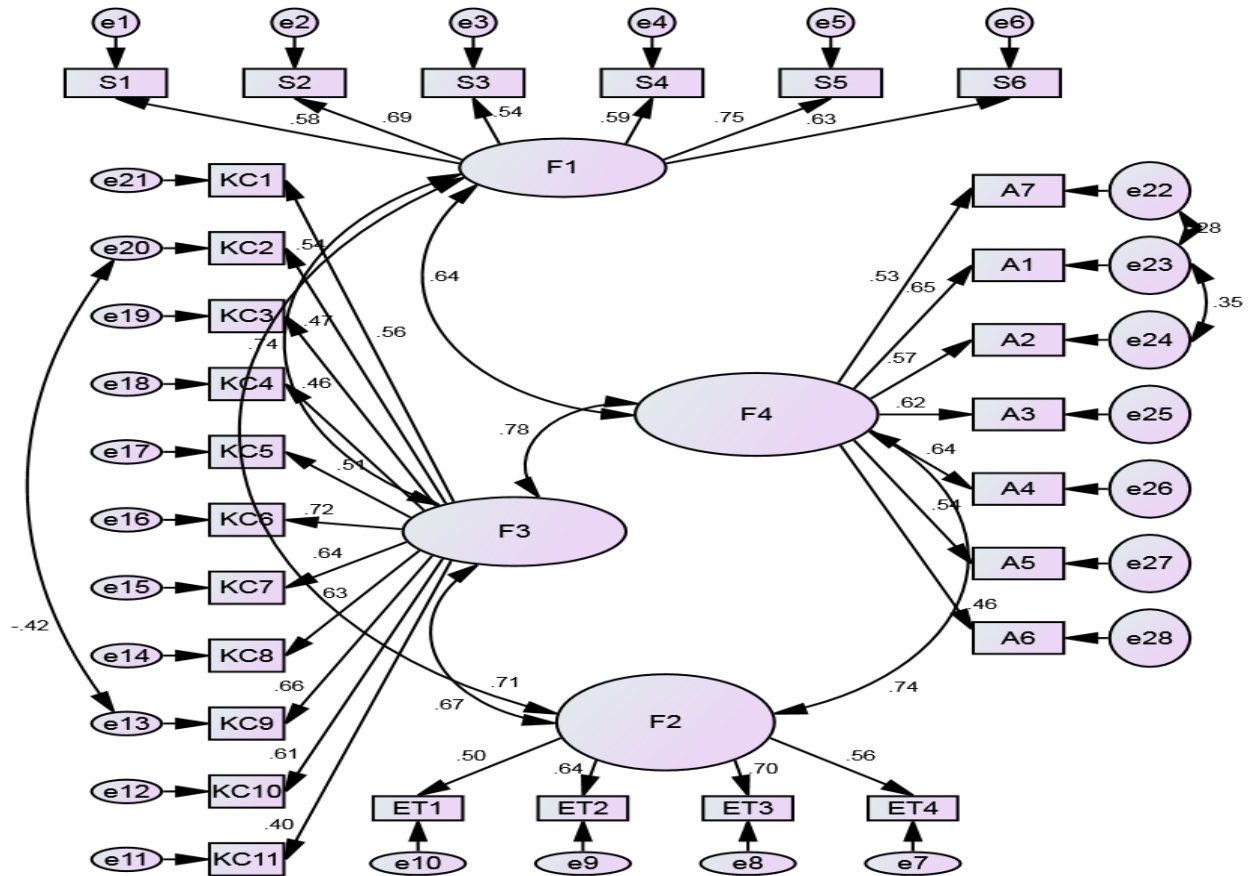 e1 e2 e3 e4 e5 e6
S1 S2 S3 S4 S5 S6
.58 .69 .54 .59 .75 .63
F1
e21 KC1
A7 e22
.28
e20 KC2 .54
A1 e23
.53 .65
.64
e19 KC3 .47 .56
.35
.74
A2 e24
.57
e18 KC4 .46
F4 .62 A3 e25
.78
e17 KC5 .51
.64
A4 e26
.54
e16 KC6 .72
F3
.64
A5 e27
e15 KC7
.63
.46
A6 e28
-.42
e14 KC8
.66
.71
.67
.74
e13 KC9
F2
.61
.50 .64 .70 .56
e12 KC10
ET1 ET2 ET3 ET4
.40
e11 KC11
e10 e9 e8 e7